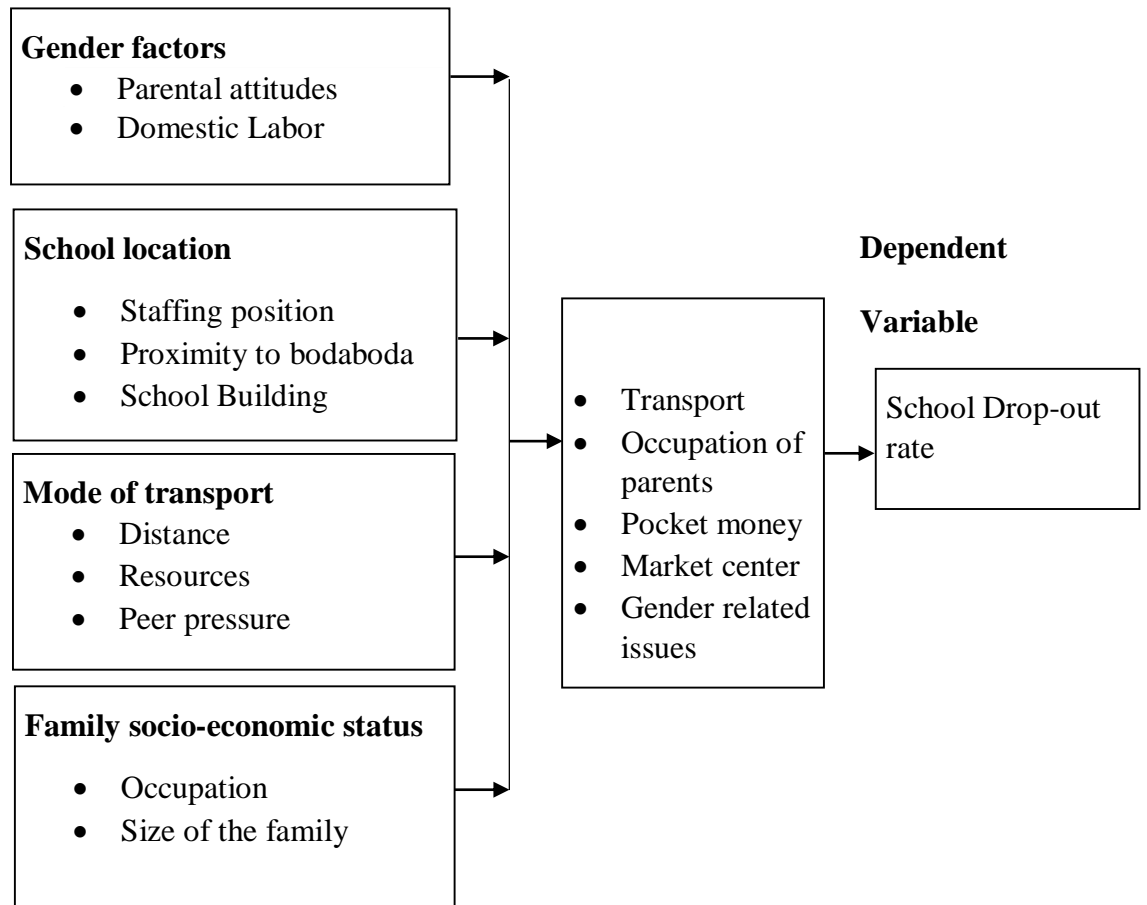 Gender factors
• Parental attitudes
• Domestic Labor
School location
• Staffing position
• Proximity to bodaboda
• School Building
Mode of transport
• Distance
• Resources
• Peer pressure
Family socio-economic status
• Occupation
• Size of the family
• Transport
• Occupation of
parents
• Pocket money
• Market center
• Gender related
issues
Dependent
Variable
School Drop-out
rate